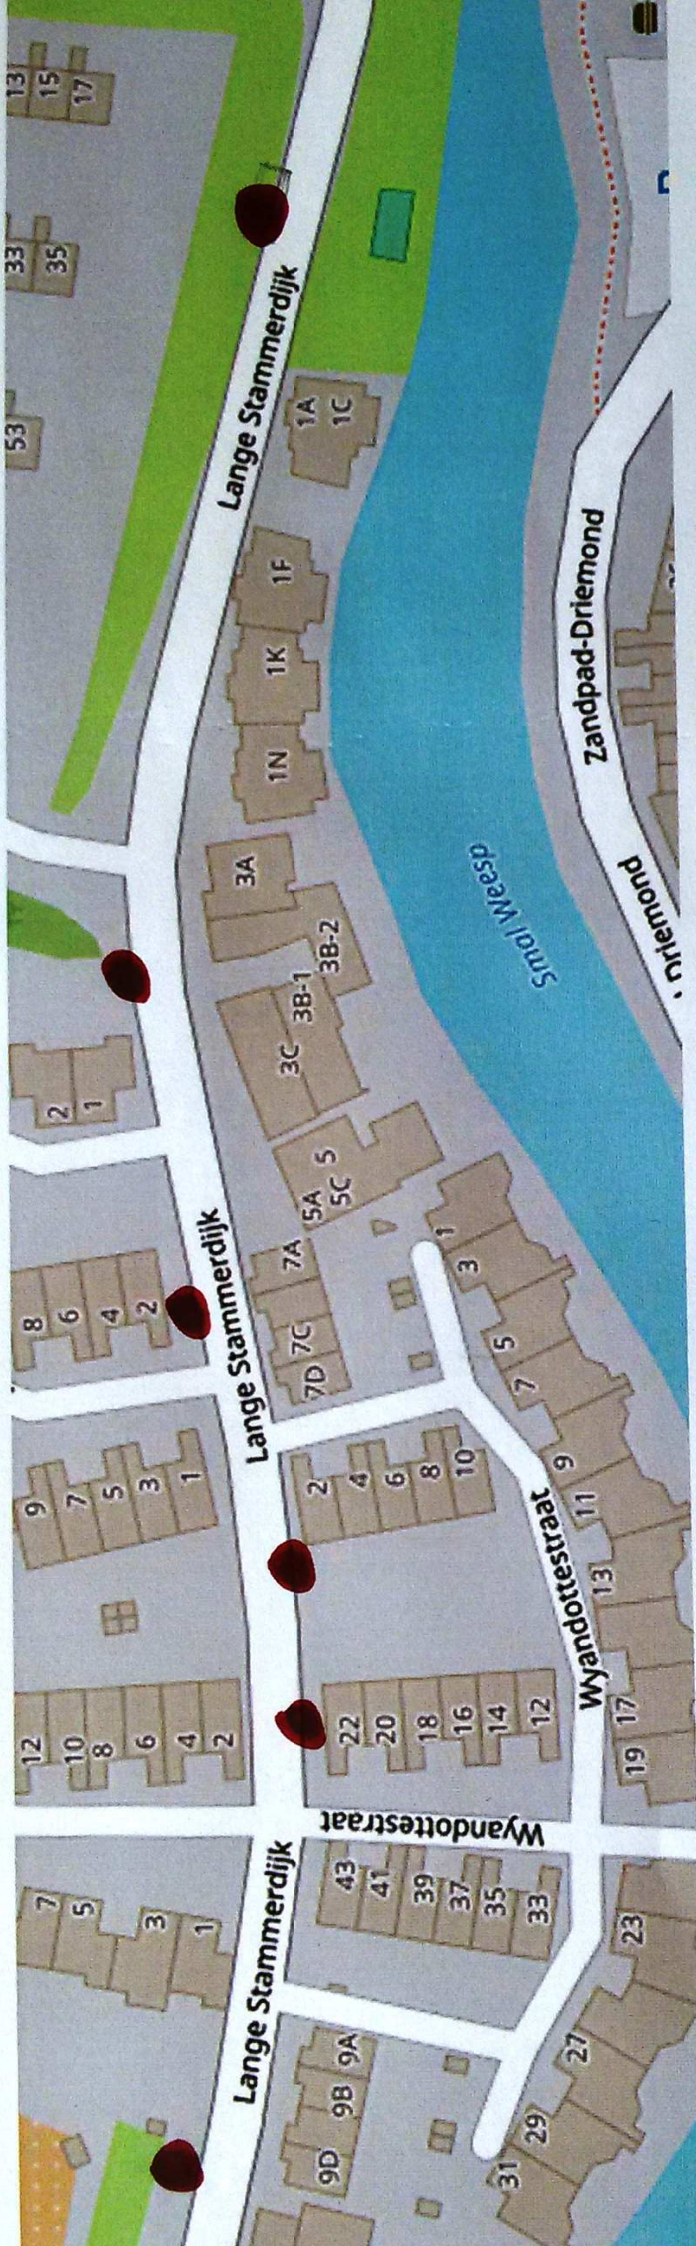 13
15
17
33
35
Lange Stammerdijk
53
1A
1C
1F
1K
1N
Zandpad-Driemond
3A
3B-2
3B-1
3C
Smal Weesp
Driemond
2
1
5
5A
5C
7A
7C
7D
Lange Stammerdijk
8
6
4
2
1
3
5
7
9
11
13
9
7
5
3
1
2
4
6
8
10
Wyandottestraat
12
10
8
6
4
2
22
20
18
16
14
12
17
19
Wyandottestraat
Lange Stammerdijk
7
5
3
1
43
41
39
37
35
33
23
27
29
31
9A
9B
9D